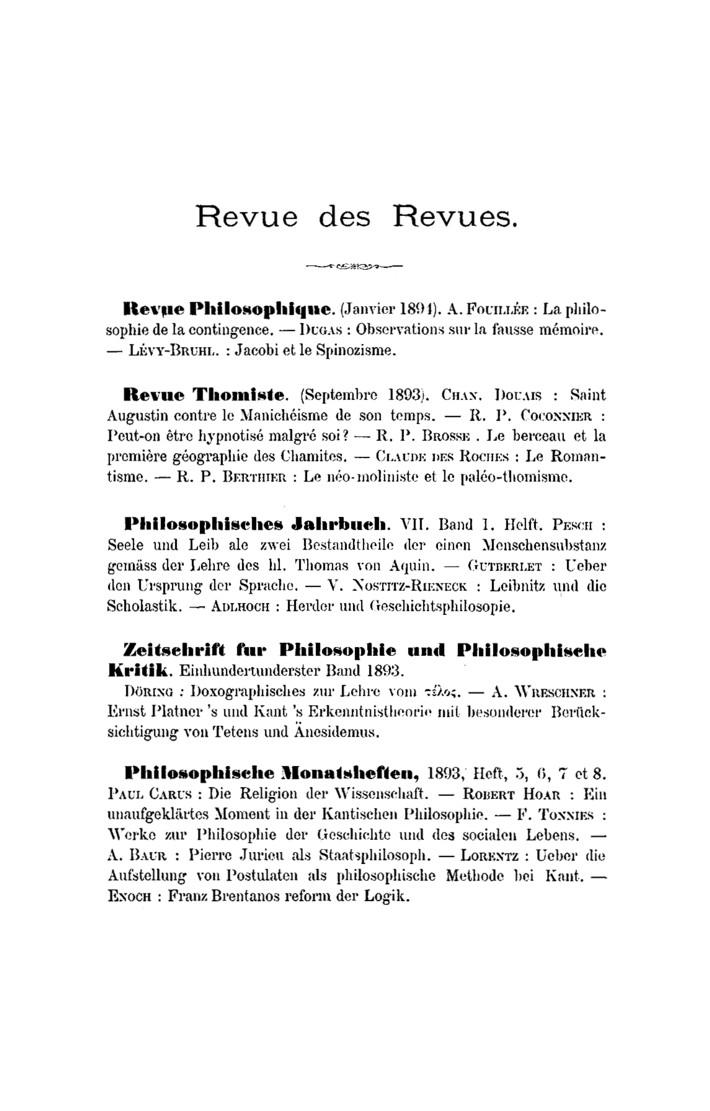 Revue des Revues.
Revue Philosophique. (Janvier 1894). A. FOUILLÉE : La philo-
sophie de la contingence. — DUGAS : Observations sur la fausse mémoire.
— LÉVY-BRUHL. : Jacobi et le Spinozisme.
Revue Thomiste. (Septembre 1893). CHAN. DOUAIS : Saint
Augustin contre le Manichéisme de son temps. — R. P. COCONNIER :
Peut-on être hypnotisé malgré soi ? — R. P. BROSSE . Le berceau et la
première géographie des Chamites. — CLAUDE DES ROCHES : Le Roman-
tisme. — R. P. BERTHIER : Le néo-moliniste et le paléo-thomisme.
Philosophisches Jahrbuch. VII. Band 1. Helft. PESCH :
Seele und Leib ale zwei Bestandtheile der einen Menschensubstanz
gemäss der Lehre des hl. Thomas von Aquin. — GUTBERLET : Ueber
den Ursprung der Sprache. — V. NOSTITZ-RIENECK : Leibnitz und die
Scholastik. — ADLHOCH : Herder und Geschichtsphilosopie.
Zeitschrift fur Philosophie und Philosophische
Kritik. Einhundertunderster Band 1893.
DÖRING : Doxographisches zur Lehre vom τέλος. — A. WRESCHNER :
Ernst Platner 's und Kant 's Erkenntnistheorie mit besonderer Berück-
sichtigung von Tetens und Änesidemus.
Philosophische Monatsheften, 1893, Heft, 5, 6, 7 et 8.
PAUL CARUS : Die Religion der Wissenschaft. — ROBERT HOAR : Ein
unaufgeklärtes Moment in der Kantischen Philosophie. — F. TONNIES :
Werke zur Philosophie der Geschichte und des socialen Lebens. —
A. BAUR : Pierre Jurieu als Staatsphilosoph. — LORENTZ : Ueber die
Aufstellung von Postulaten als philosophische Methode bei Kant. —
ENOCH : Franz Brentanos reform der Logik.